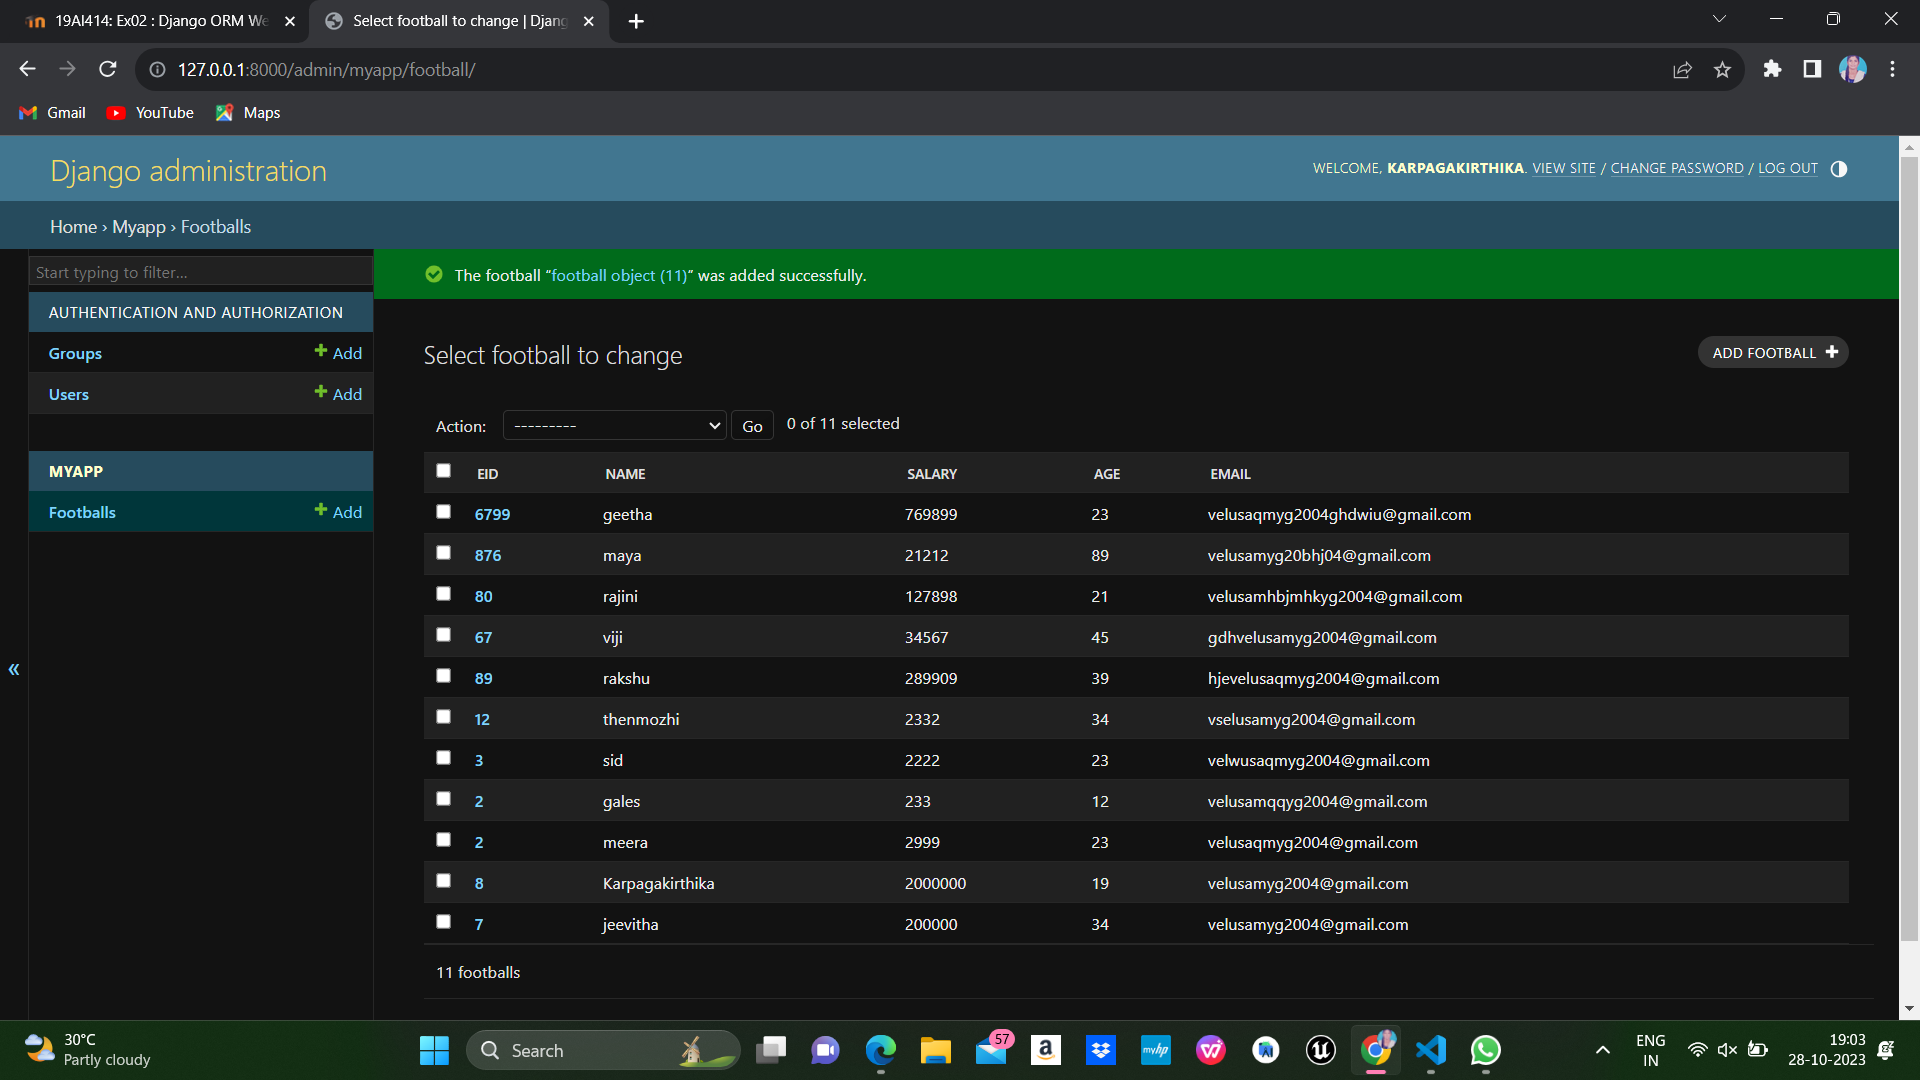 19AI414: Ex02 : Django ORM We
Select football to change | Djang
127.0.0.1:8000/admin/myapp/football/
Gmail YouTube Maps
Django administration
WELCOME, KARPAGAKIRTHIKA. VIEW SITE / CHANGE PASSWORD / LOG OUT
Home › Myapp › Footballs
Start typing to filter...
AUTHENTICATION AND AUTHORIZATION
Groups Add
Users Add
MYAPP
Footballs Add
The football “football object (11)” was added successfully.
Select football to change
ADD FOOTBALL
Action: --------- Go 0 of 11 selected
EID NAME SALARY AGE EMAIL
6799 geetha 769899 23 velusaqmyg2004ghdwiu@gmail.com
876 maya 21212 89 velusamyg20bhj04@gmail.com
80 rajini 127898 21 velusamhbjmhkyg2004@gmail.com
67 viji 34567 45 gdhvelusamyg2004@gmail.com
89 rakshu 289909 39 hjevelusaqmyg2004@gmail.com
12 thenmozhi 2332 34 vselusamyg2004@gmail.com
3 sid 2222 23 velwusaqmyg2004@gmail.com
2 gales 233 12 velusamqqyg2004@gmail.com
2 meera 2999 23 velusaqmyg2004@gmail.com
8 Karpagakirthika 2000000 19 velusamyg2004@gmail.com
7 jeevitha 200000 34 velusamyg2004@gmail.com
11 footballs
30°C
Partly cloudy
Search
57
a
myhp
ENG
IN
19:03
28-10-2023